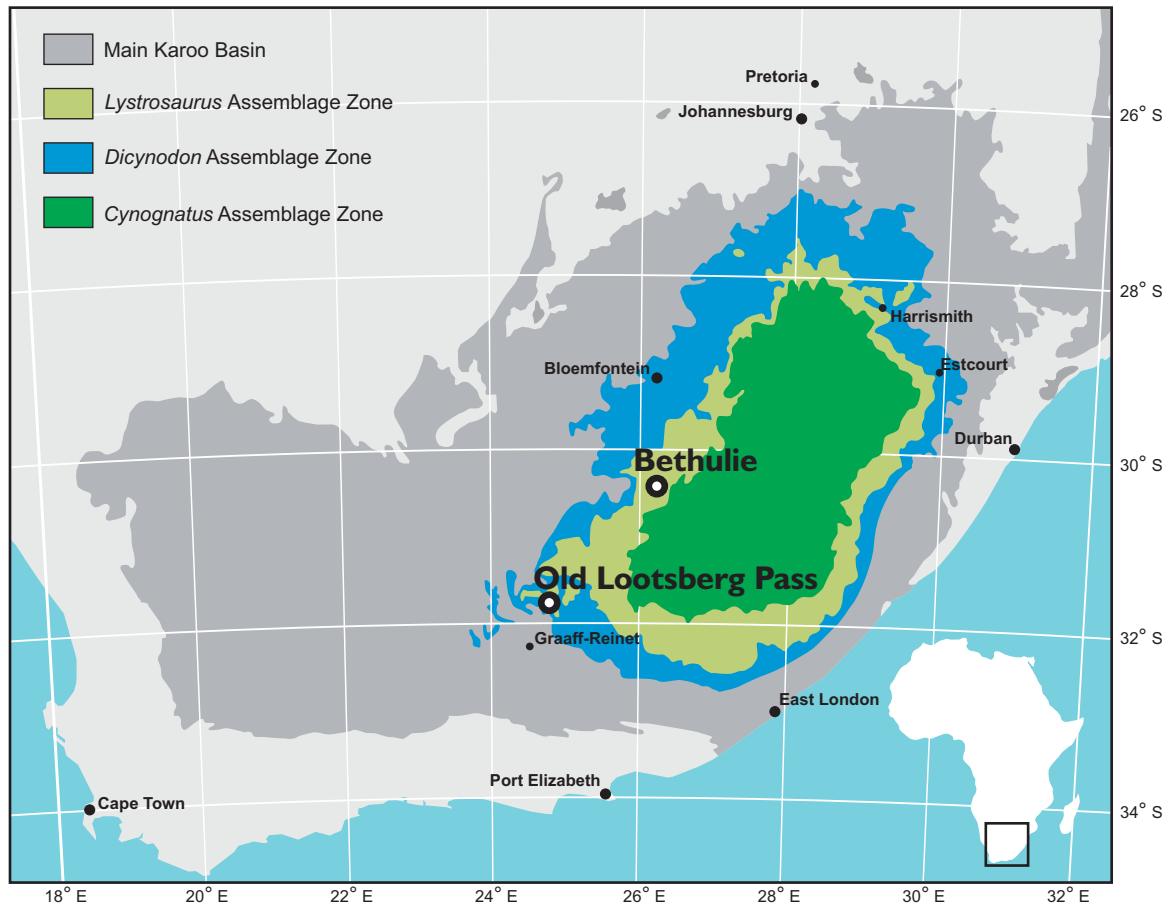 Main Karoo Basin
Lystrosaurus Assemblage Zone
Dicynodon Assemblage Zone
Cynognatus Assemblage Zone
Pretoria
Johannesburg
26° S
28° S
Harrismith
Bloemfontein
Estcourt
Durban
Bethulie
30° S
Old Lootsberg Pass
Graaff-Reinet
32° S
East London
Port Elizabeth
Cape Town
34° S
18° E
20° E
22° E
24° E
26° E
28° E
30° E
32° E